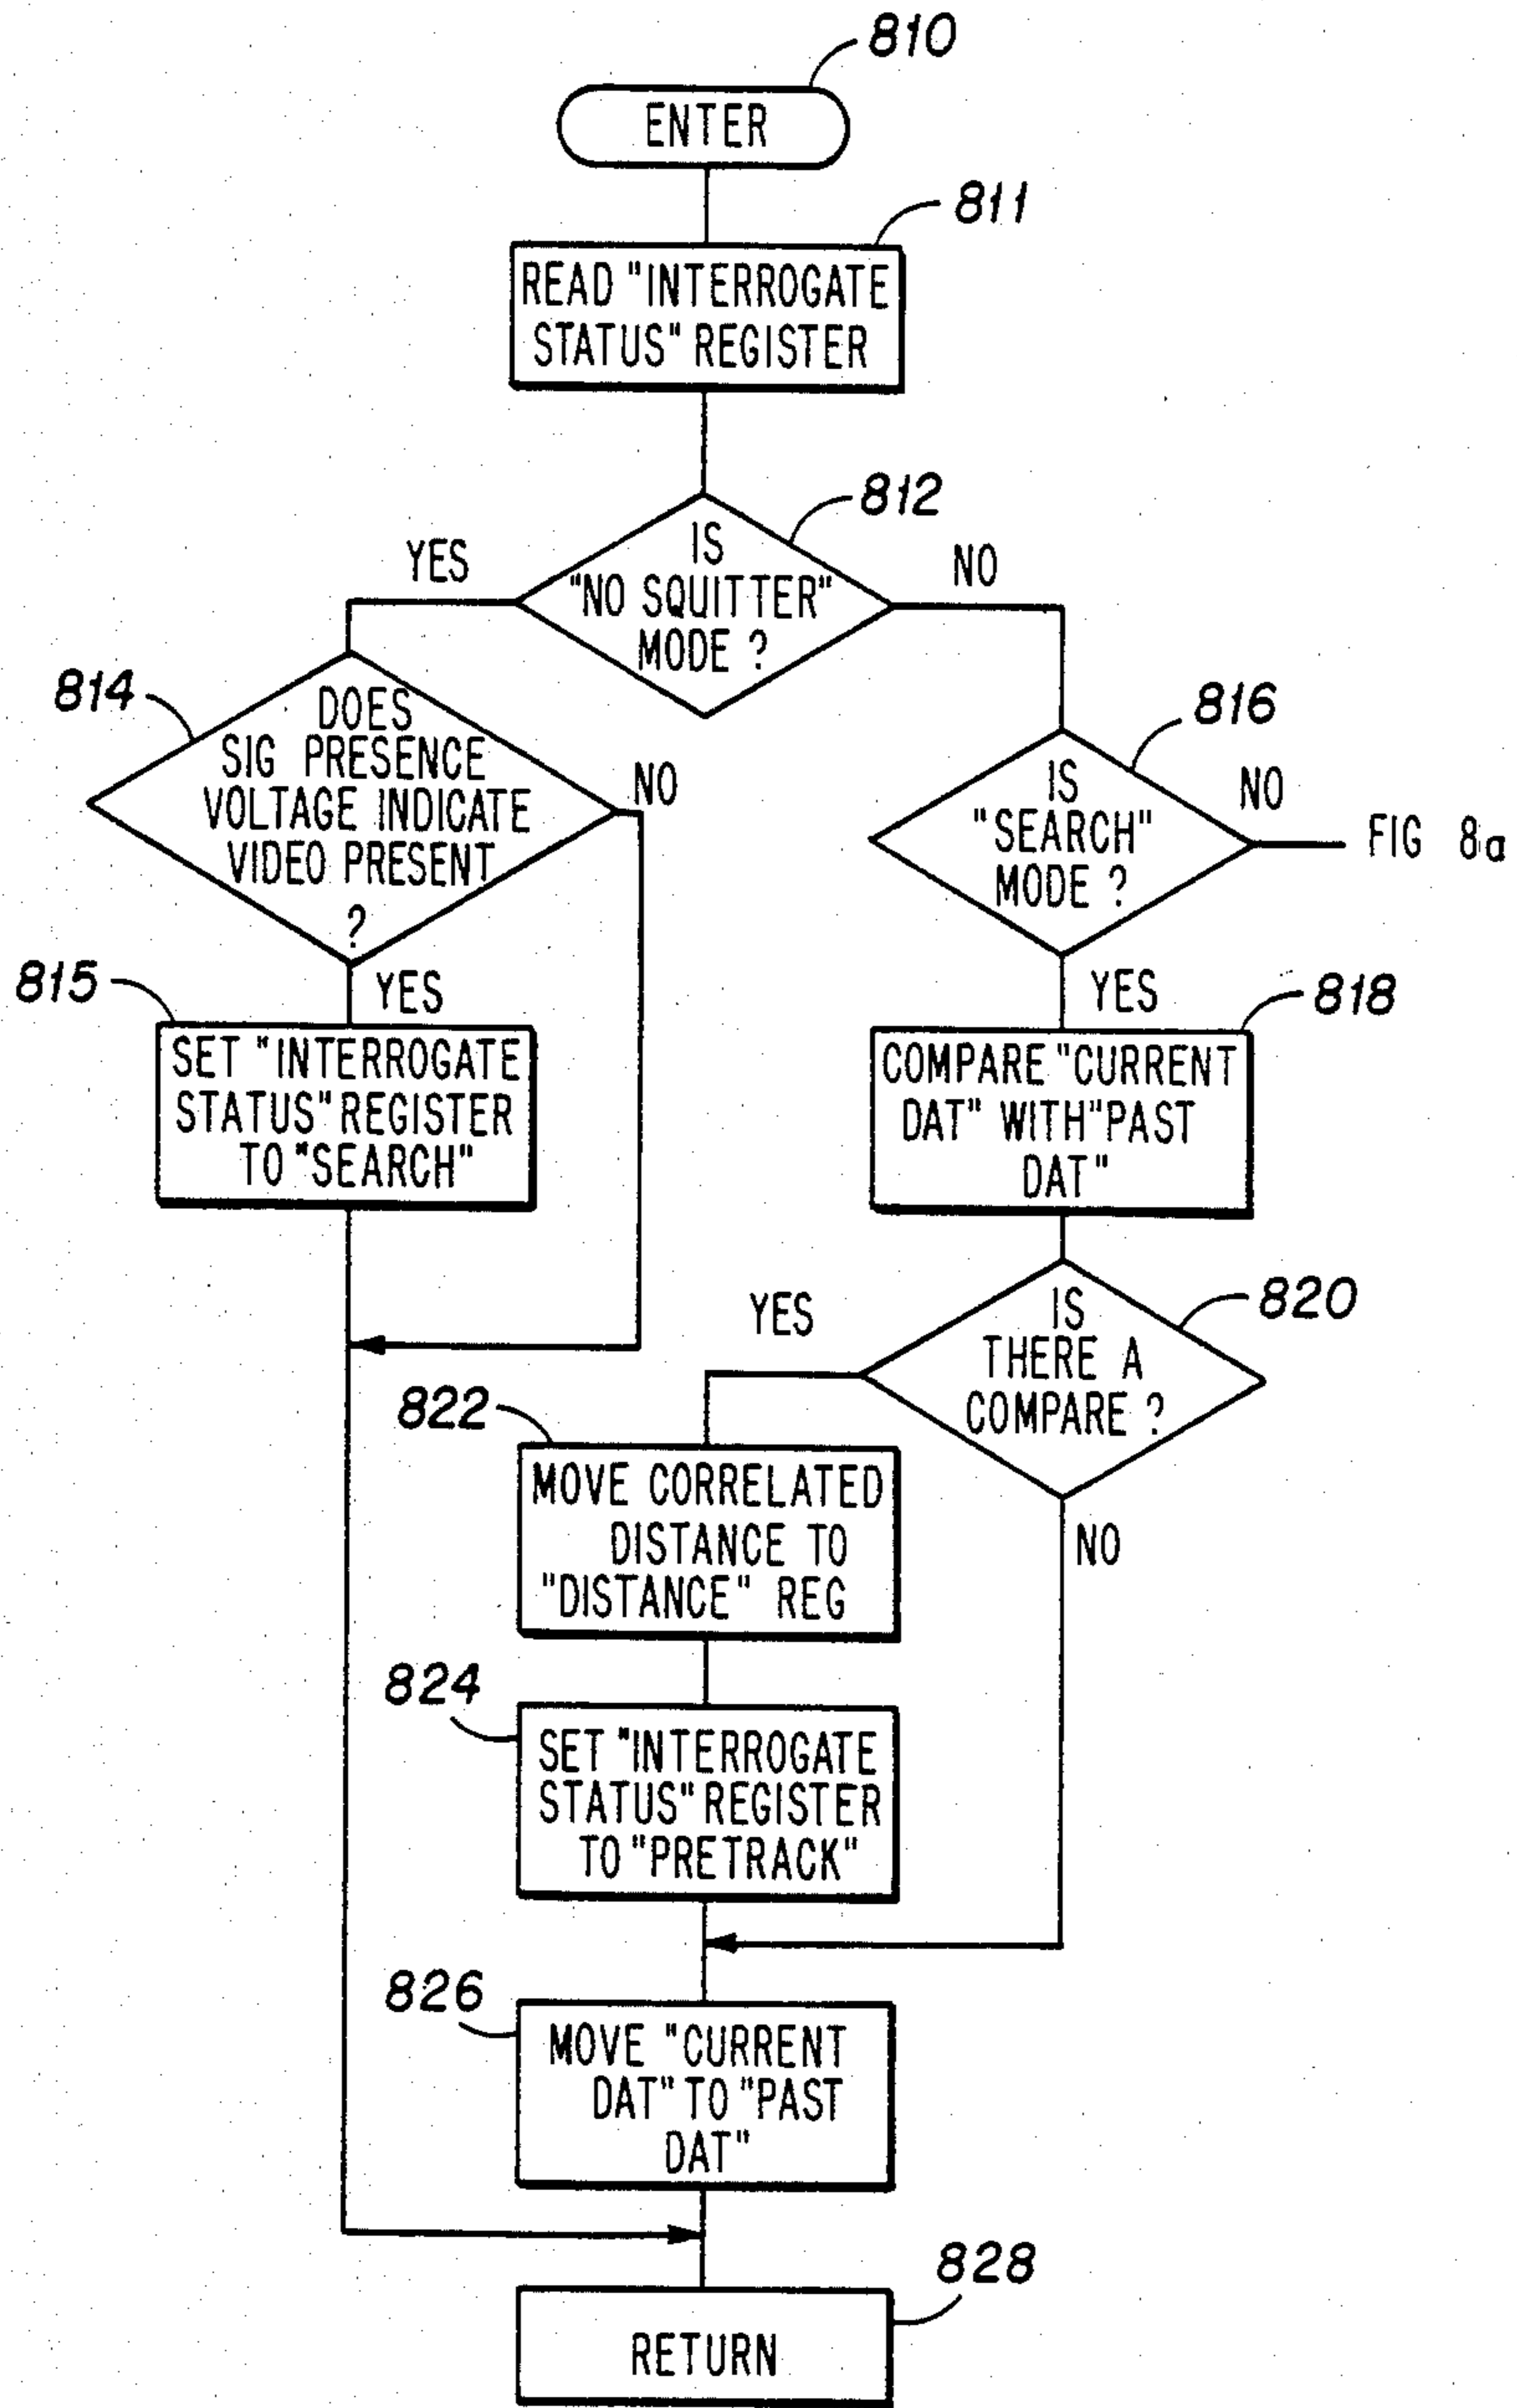 810
ENTER
811
READ "INTERROGATE
STATUS" REGISTER
812
IS
"NO SQUITTER"
MODE ?
YES
NO
814
DOES
SIG PRESENCE
VOLTAGE INDICATE
VIDEO PRESENT
?
NO
YES
815
SET "INTERROGATE
STATUS" REGISTER
TO "SEARCH"
816
IS
"SEARCH"
MODE ?
NO
FIG 8a
YES
818
COMPARE "CURRENT
DAT" WITH "PAST
DAT"
820
IS
THERE A
COMPARE ?
YES
NO
822
MOVE CORRELATED
DISTANCE TO
"DISTANCE" REG
824
SET "INTERROGATE
STATUS" REGISTER
TO "PRETRACK"
826
MOVE "CURRENT
DAT" TO "PAST
DAT"
828
RETURN